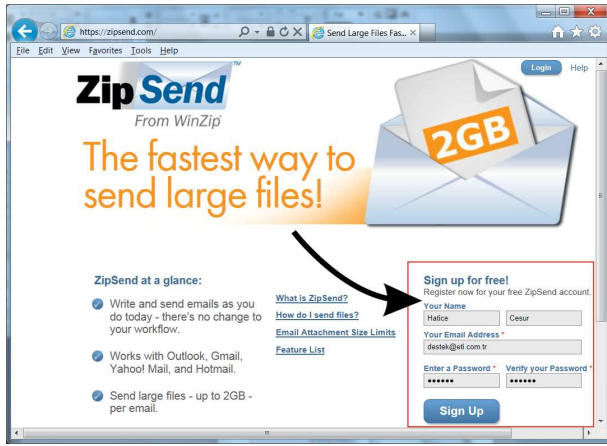 https://zipsend.com/
Send Large Files Fas...
File Edit View Favorites Tools Help
Login Help
Zip Send™
From WinZip
2GB
The fastest way to
send large files!
ZipSend at a glance:
Write and send emails as you
do today - there's no change to
your workflow.
Works with Outlook, Gmail,
Yahoo! Mail, and Hotmail.
Send large files - up to 2GB -
per email.
What is ZipSend?
How do I send files?
Email Attachment Size Limits
Feature List
Sign up for free!
Register now for your free ZipSend account.
Your Name
Hatice Cesur
Your Email Address *
destek@eti.com.tr
Enter a Password * Verify your Password *
•••••• ••••••
Sign Up